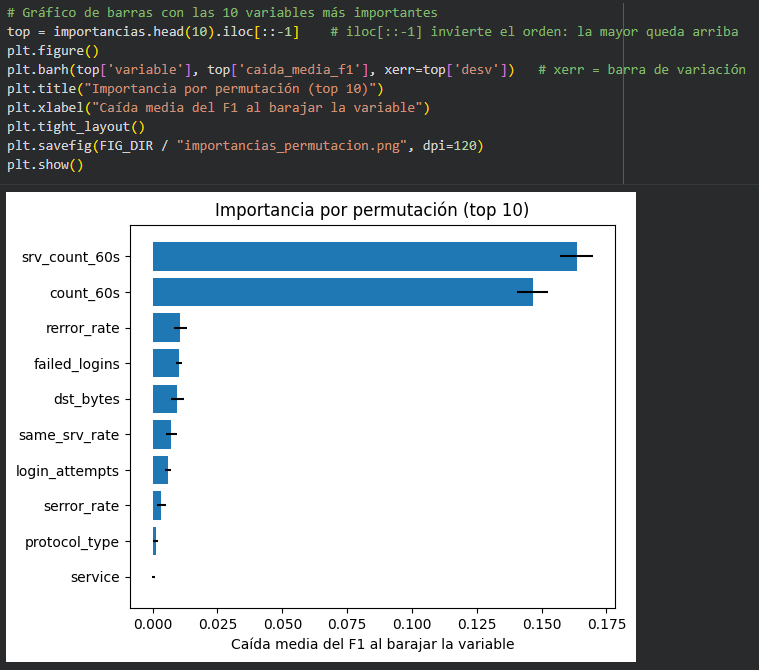 # Gráfico de barras con las 10 variables más importantes
top = importancias.head(10).iloc[::-1]    # iloc[::-1] invierte el orden: la mayor queda arriba
plt.figure()
plt.barh(top['variable'], top['caida_media_f1'], xerr=top['desv'])   # xerr = barra de variación
plt.title("Importancia por permutación (top 10)")
plt.xlabel("Caída media del F1 al barajar la variable")
plt.tight_layout()
plt.savefig(FIG_DIR / "importancias_permutacion.png", dpi=120)
plt.show()
Importancia por permutación (top 10)
srv_count_60s
count_60s
rerror_rate
failed_logins
dst_bytes
same_srv_rate
login_attempts
serror_rate
protocol_type
service
0.000 0.025 0.050 0.075 0.100 0.125 0.150 0.175
Caída media del F1 al barajar la variable